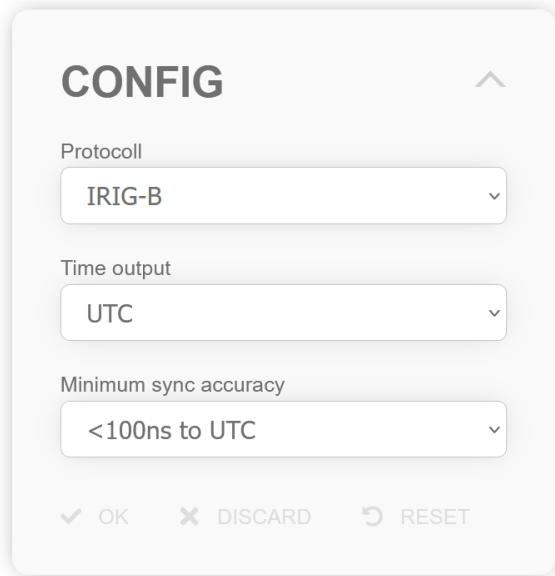 CONFIG
Protocoll
IRIG-B
Time output
UTC
Minimum sync accuracy
<100ns to UTC
OK DISCARD RESET